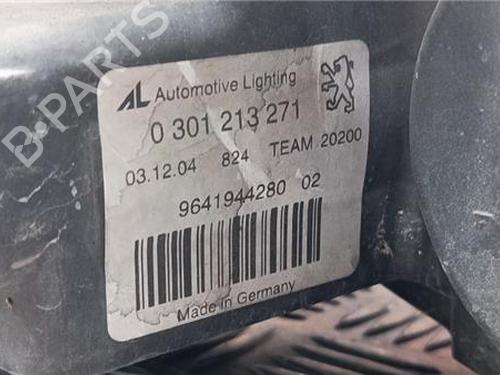 B-PARTS
AL Automotive Lighting
0 301 213 271
03.12.04 824 TEAM 20200
9641944280 02
Made in Germany